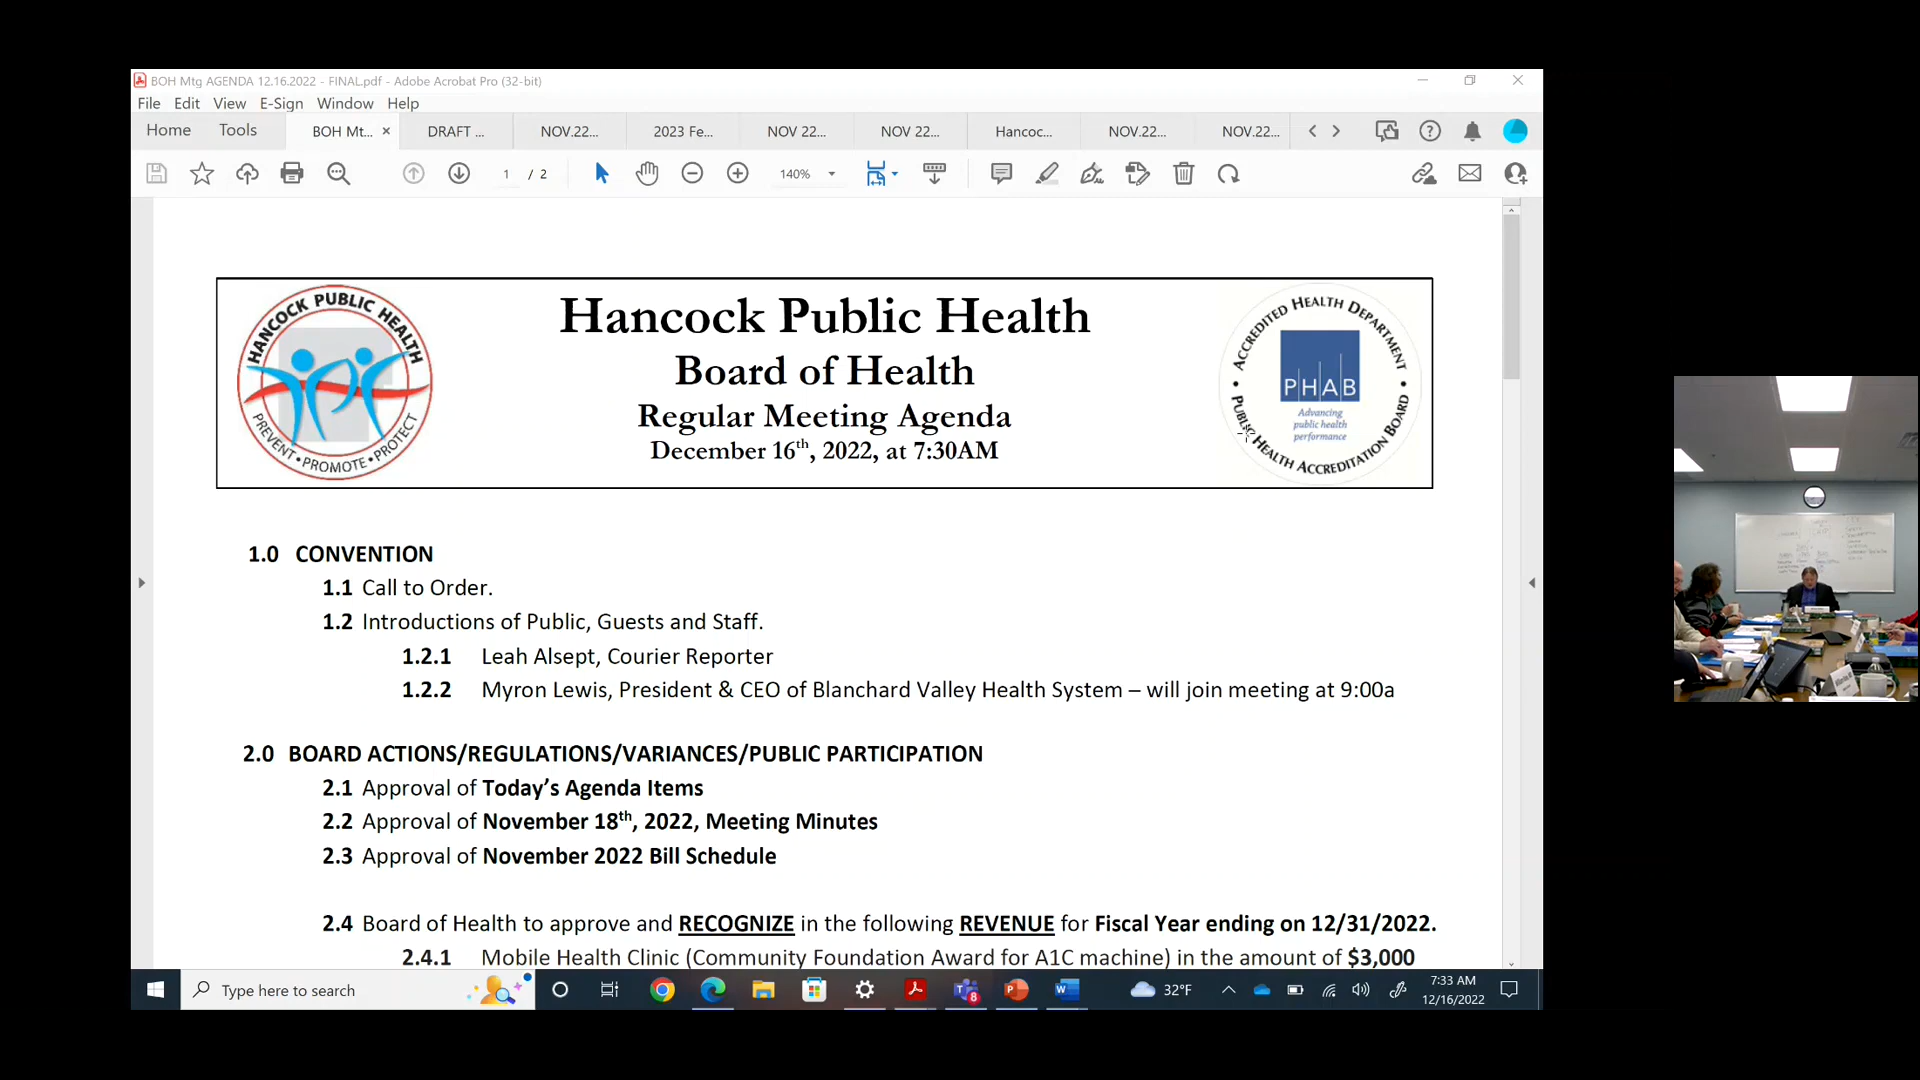 BOH Mtg AGENDA 12.16.2022 - FINAL.pdf - Adobe Acrobat Pro (32-bit)
File Edit View E-Sign Window Help
Home Tools BOH Mt... DRAFT ... NOV.22... 2023 Fe... NOV 22... NOV 22... Hancoc... NOV.22... NOV.22...
1 / 2 140%
HANCOCK PUBLIC HEALTH
PREVENT • PROMOTE • PROTECT
Hancock Public Health
Board of Health
Regular Meeting Agenda
December 16th, 2022, at 7:30AM
ACCREDITED HEALTH DEPARTMENT
PUBLIC HEALTH ACCREDITATION BOARD
PHAB
Advancing
public health
performance
1.0 CONVENTION
1.1 Call to Order.
1.2 Introductions of Public, Guests and Staff.
1.2.1 Leah Alsept, Courier Reporter
1.2.2 Myron Lewis, President & CEO of Blanchard Valley Health System – will join meeting at 9:00a
2.0 BOARD ACTIONS/REGULATIONS/VARIANCES/PUBLIC PARTICIPATION
2.1 Approval of Today's Agenda Items
2.2 Approval of November 18th, 2022, Meeting Minutes
2.3 Approval of November 2022 Bill Schedule
2.4 Board of Health to approve and RECOGNIZE in the following REVENUE for Fiscal Year ending on 12/31/2022.
2.4.1 Mobile Health Clinic (Community Foundation Award for A1C machine) in the amount of $3,000
Type here to search
8
32°F
7:33 AM
12/16/2022